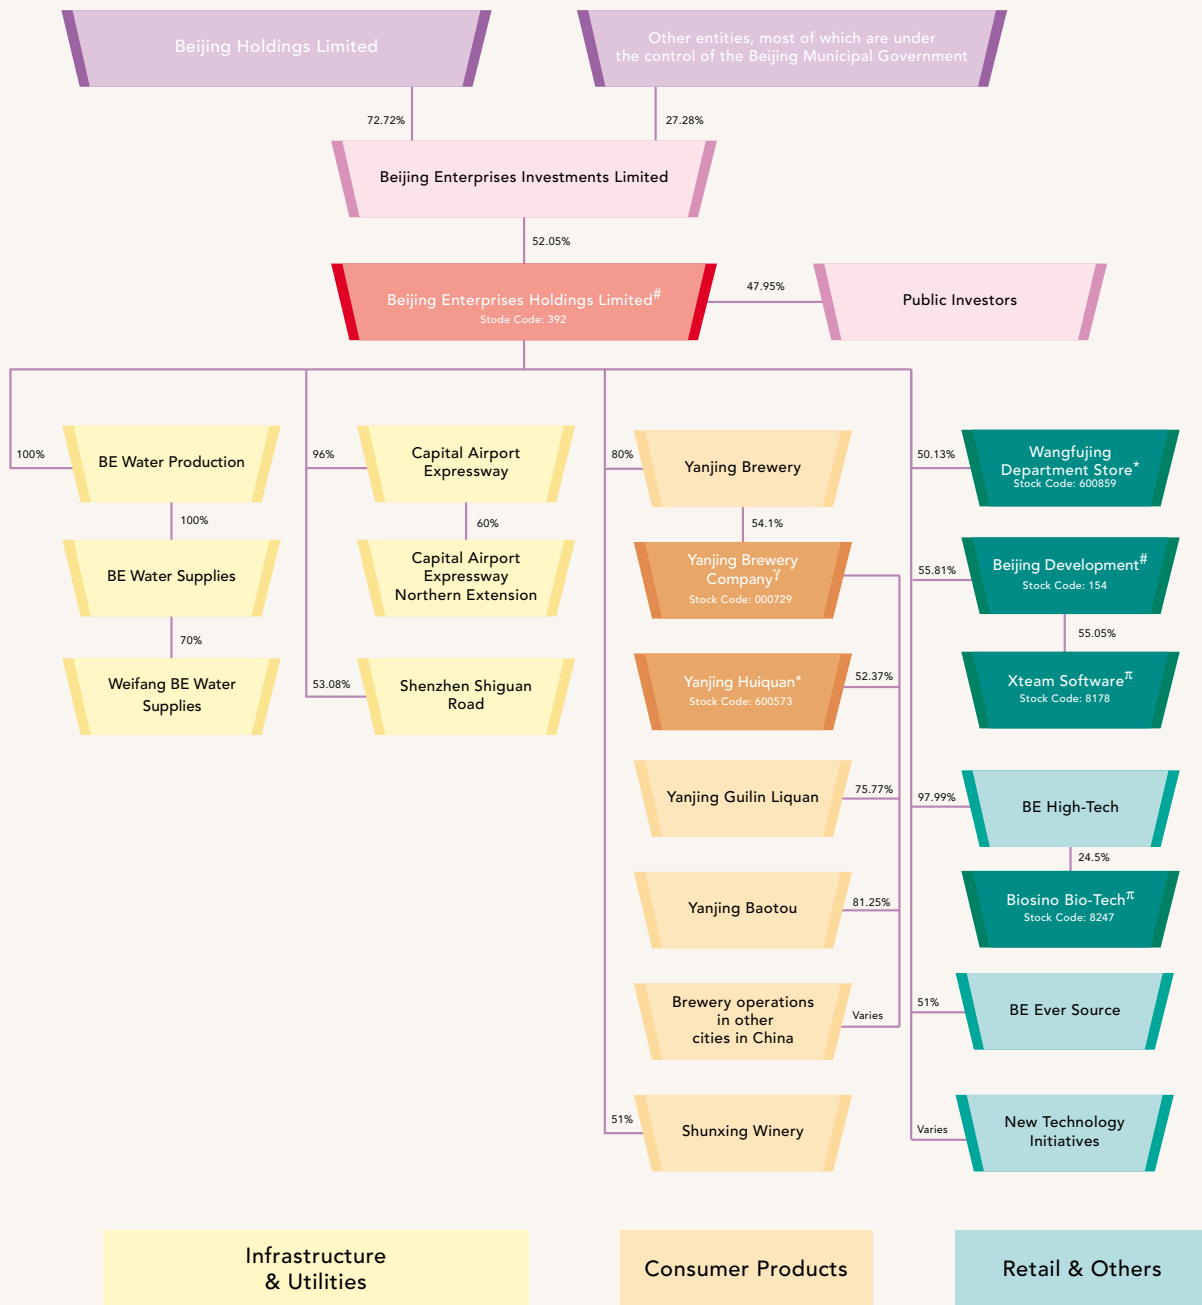 Beijing Holdings Limited
Other entities, most of which are under
the control of the Beijing Municipal Government
72.72%
27.28%
Beijing Enterprises Investments Limited
52.05%
Beijing Enterprises Holdings Limited#
Stode Code: 392
47.95%
Public Investors
100%
BE Water Production
100%
BE Water Supplies
70%
Weifang BE Water
Supplies
96%
Capital Airport
Expressway
60%
Capital Airport
Expressway
Northern Extension
53.08%
Shenzhen Shiguan
Road
80%
Yanjing Brewery
54.1%
Yanjing Brewery
Companyγ
Stock Code: 000729
Yanjing Huiquan*
Stock Code: 600573
52.37%
Yanjing Guilin Liquan
75.77%
Yanjing Baotou
81.25%
Brewery operations
in other
cities in China
Varies
51%
Shunxing Winery
50.13%
Wangfujing
Department Store*
Stock Code: 600859
55.81%
Beijing Development#
Stock Code: 154
55.05%
Xteam Softwareπ
Stock Code: 8178
97.99%
BE High-Tech
24.5%
Biosino Bio-Techπ
Stock Code: 8247
51%
BE Ever Source
Varies
New Technology
Initiatives
Infrastructure
& Utilities
Consumer Products
Retail & Others